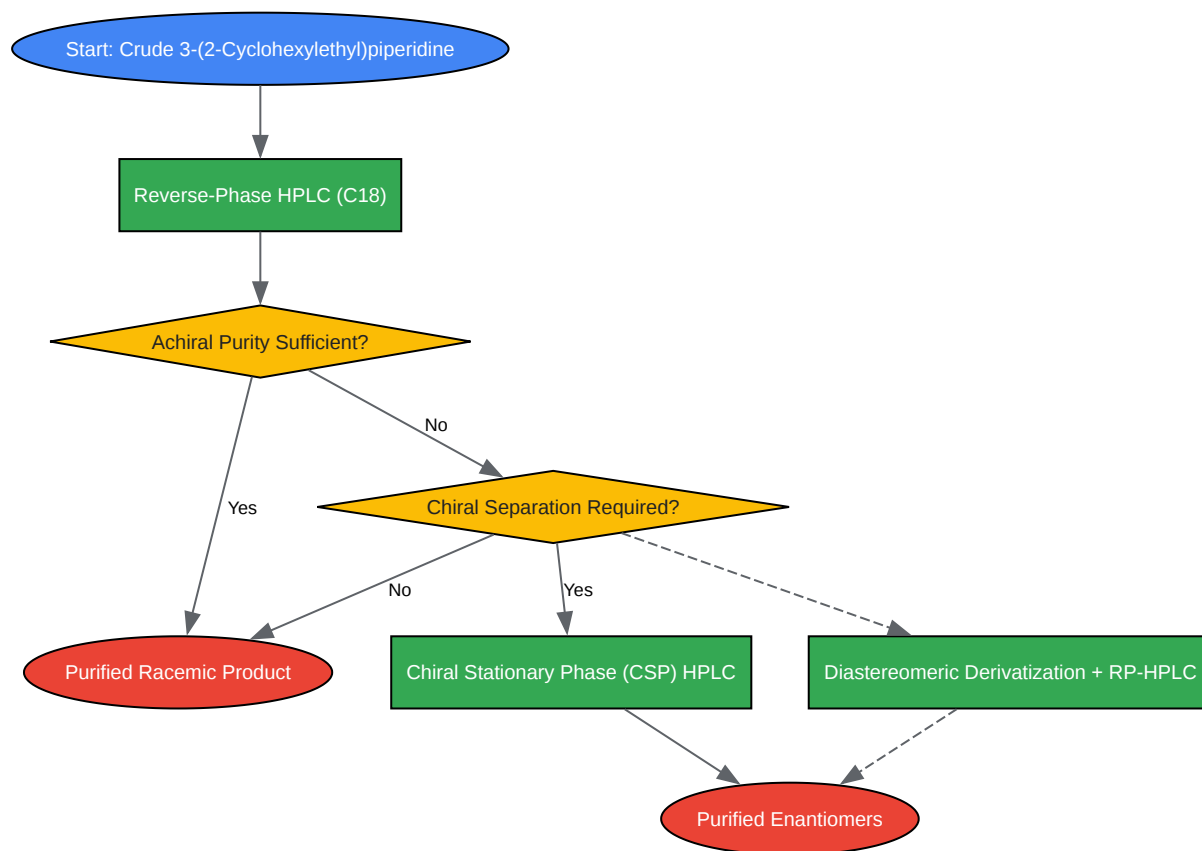 Start: Crude 3-(2-Cyclohexylethyl)piperidine
Reverse-Phase HPLC (C18)
Achiral Purity Sufficient?
No
Yes
Chiral Separation Required?
No
Yes
Purified Racemic Product
Chiral Stationary Phase (CSP) HPLC
Diastereomeric Derivatization + RP-HPLC
Purified Enantiomers